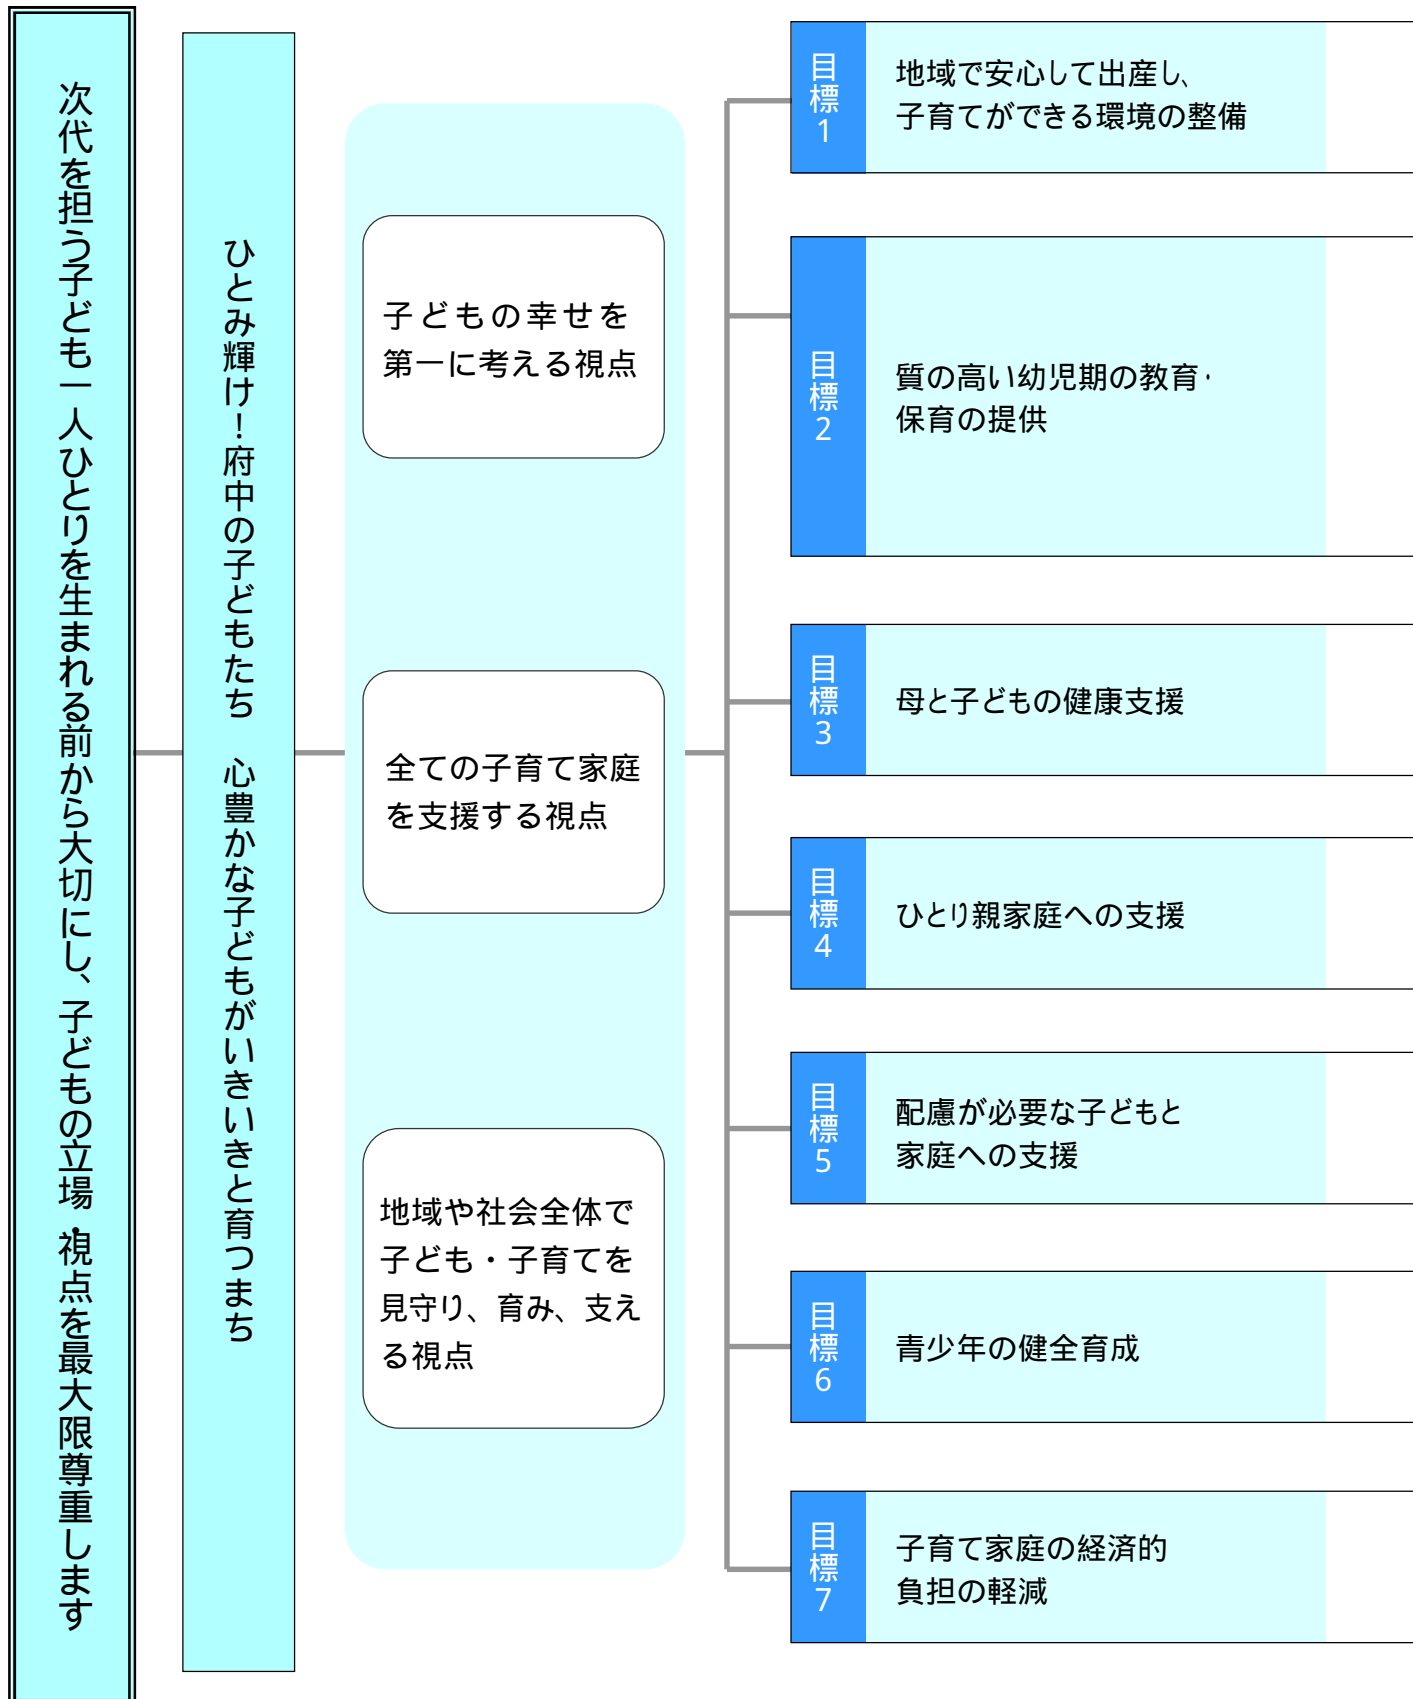 次代を担う子ども一人ひとりを生まれる前から大切にし、子どもの立場・視点を最大限尊重します
ひとみ輝け!府中の子どもたち　心豊かな子どもがいきいきと育つまち
子どもの幸せを
第一に考える視点
全ての子育て家庭
を支援する視点
地域や社会全体で
子ども・子育てを
見守り、育み、支え
る視点
目標1
地域で安心して出産し、
子育てができる環境の整備
目標2
質の高い幼児期の教育・
保育の提供
目標3
母と子どもの健康支援
目標4
ひとり親家庭への支援
目標5
配慮が必要な子どもと
家庭への支援
目標6
青少年の健全育成
目標7
子育て家庭の経済的
負担の軽減